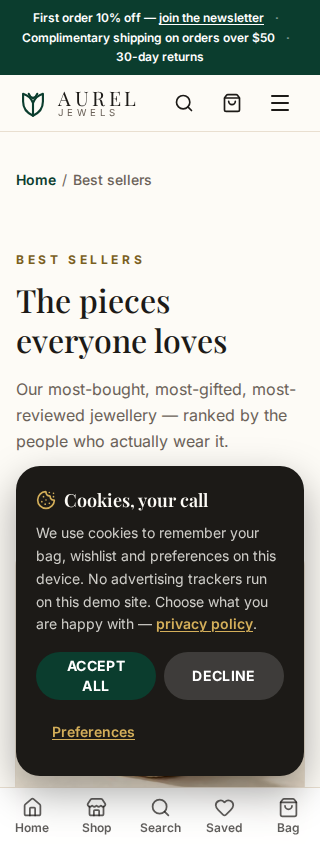 First order 10% off — join the newsletter ·
Complimentary shipping on orders over $50 ·
30-day returns
AUREL
JEWELS
Home / Best sellers
BEST SELLERS
The pieces
everyone loves
Our most-bought, most-gifted, most-
reviewed jewellery — ranked by the
people who actually wear it.
Cookies, your call
We use cookies to remember your
bag, wishlist and preferences on this
device. No advertising trackers run
on this demo site. Choose what you
are happy with — privacy policy.
ACCEPT
ALL
DECLINE
Preferences
Home Shop Search Saved Bag